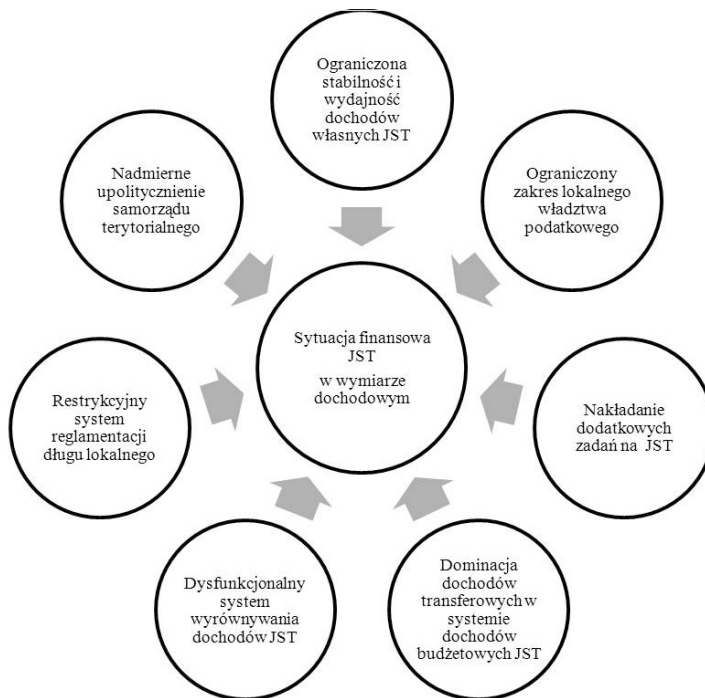 Ograniczona
stabilność i
wydajność
dochodów
własnych JST
Ograniczony
zakres lokalnego
władztwa
podatkowego
Nakładanie
dodatkowych
zadań na JST
Dominacja
dochodów
transferowych w
systemie
dochodów
budżetowych JST
Dysfunkcjonalny
system
wyrównywania
dochodów JST
Restrykcyjny
system
reglamentacji
długu lokalnego
Nadmierne
upolitycznienie
samorządu
terytorialnego
Sytuacja finansowa
JST
w wymiarze
dochodowym